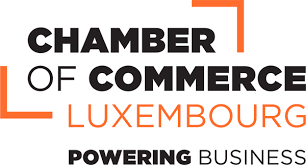 CHAMBER
OF COMMERCE
LUXEMBOURG
POWERING BUSINESS